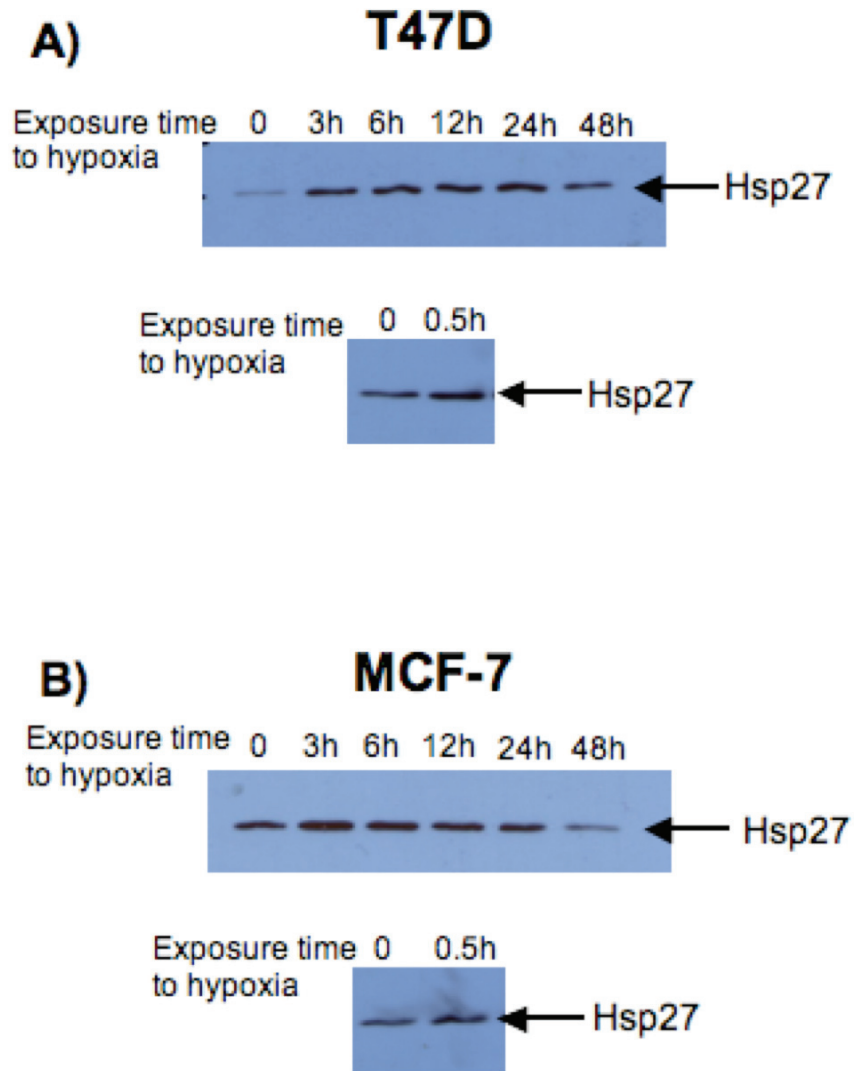 A)
T47D
Exposure time
to hypoxia
0 3h 6h 12h 24h 48h
Hsp27
Exposure time
to hypoxia
0 0.5h
Hsp27
B)
MCF-7
Exposure time
to hypoxia
0 3h 6h 12h 24h 48h
Hsp27
Exposure time
to hypoxia
0 0.5h
Hsp27